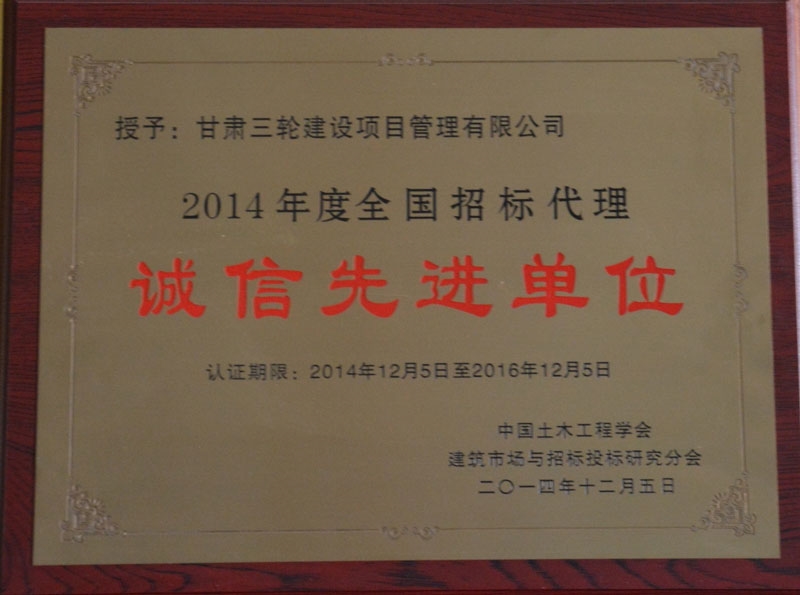 授予：甘肃三轮建设项目管理有限公司
2014年度全国招标代理
诚信先进单位
认证期限：2014年12月5日至2016年12月5日
中国土木工程学会
建筑市场与招标投标研究分会
二〇一四年十二月五日